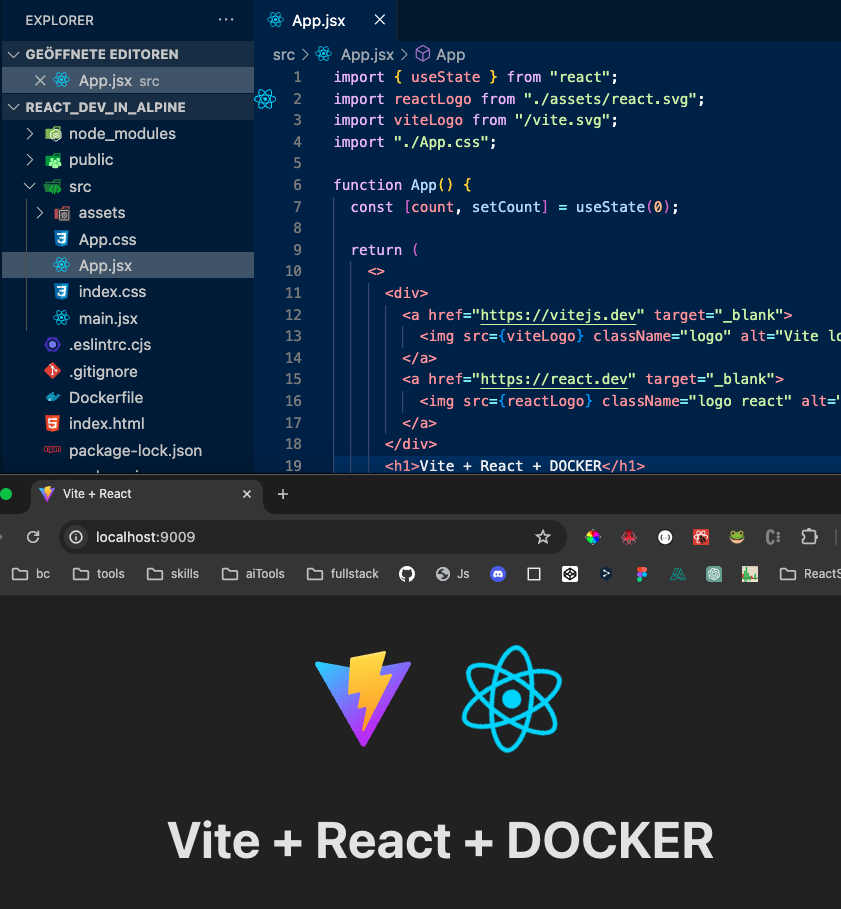 EXPLORER
GEÖFFNETE EDITOREN
App.jsx src
REACT_DEV_IN_ALPINE
node_modules
public
src
assets
App.css
App.jsx
index.css
main.jsx
.eslintrc.cjs
.gitignore
Dockerfile
index.html
package-lock.json
App.jsx
src > App.jsx > App
1 import { useState } from "react";
2 import reactLogo from "./assets/react.svg";
3 import viteLogo from "/vite.svg";
4 import "./App.css";
5
6 function App() {
7 const [count, setCount] = useState(0);
8
9 return (
10 <>
11 <div>
12 <a href="https://vitejs.dev" target="_blank">
13 <img src={viteLogo} className="logo" alt="Vite lo
14 </a>
15 <a href="https://react.dev" target="_blank">
16 <img src={reactLogo} className="logo react" alt="
17 </a>
18 </div>
19 <h1>Vite + React + DOCKER</h1>
Vite + React
localhost:9009
bc tools skills aiTools fullstack Js ReactS
Vite + React + DOCKER